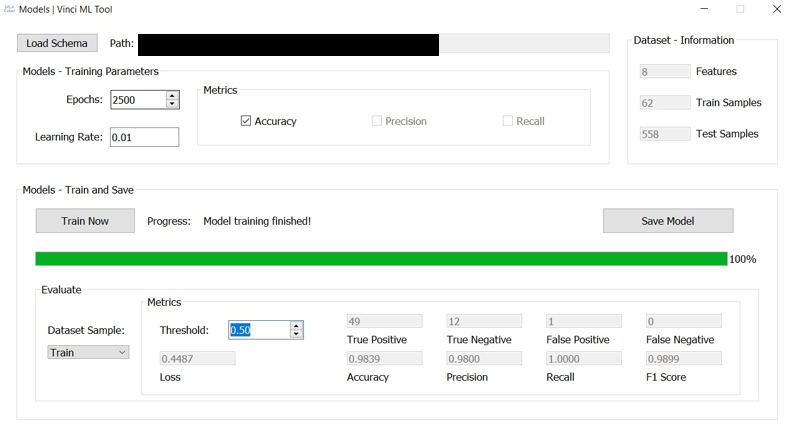 Models | Vinci ML Tool
Load Schema Path:
Dataset - Information
8 Features
62 Train Samples
558 Test Samples
Models - Training Parameters
Epochs: 2500
Learning Rate: 0.01
Metrics
Accuracy Precision Recall
Models - Train and Save
Train Now Progress: Model training finished! Save Model
100%
Evaluate
Dataset Sample:
Train
Metrics
Threshold: 0.50
49 12 1 0
True Positive True Negative False Positive False Negative
0.4487 0.9839 0.9800 1.0000 0.9899
Loss Accuracy Precision Recall F1 Score